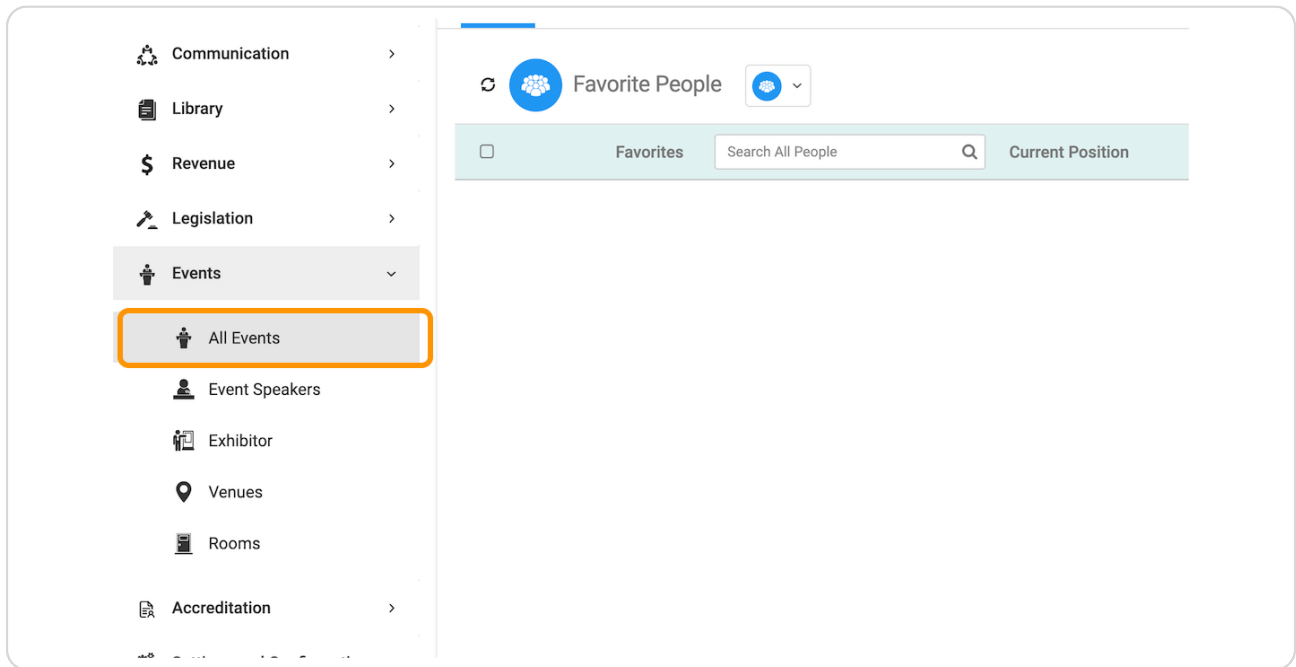 Communication
Library
Revenue
Legislation
Events
All Events
Event Speakers
Exhibitor
Venues
Rooms
Accreditation
Favorite People
Favorites
Search All People
Current Position